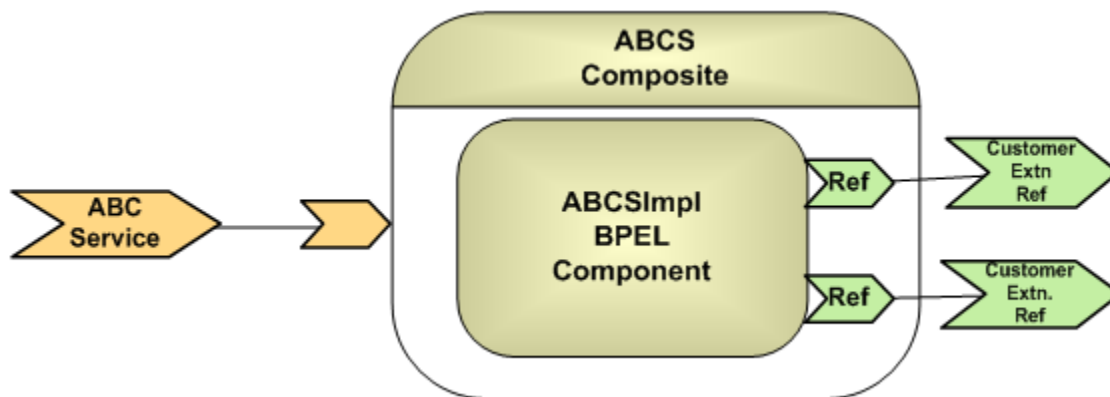 ABCS
Composite
ABC
Service
ABCSImpl
BPEL
Component
Ref
Customer
Extn
Ref
Ref
Customer
Extn.
Ref